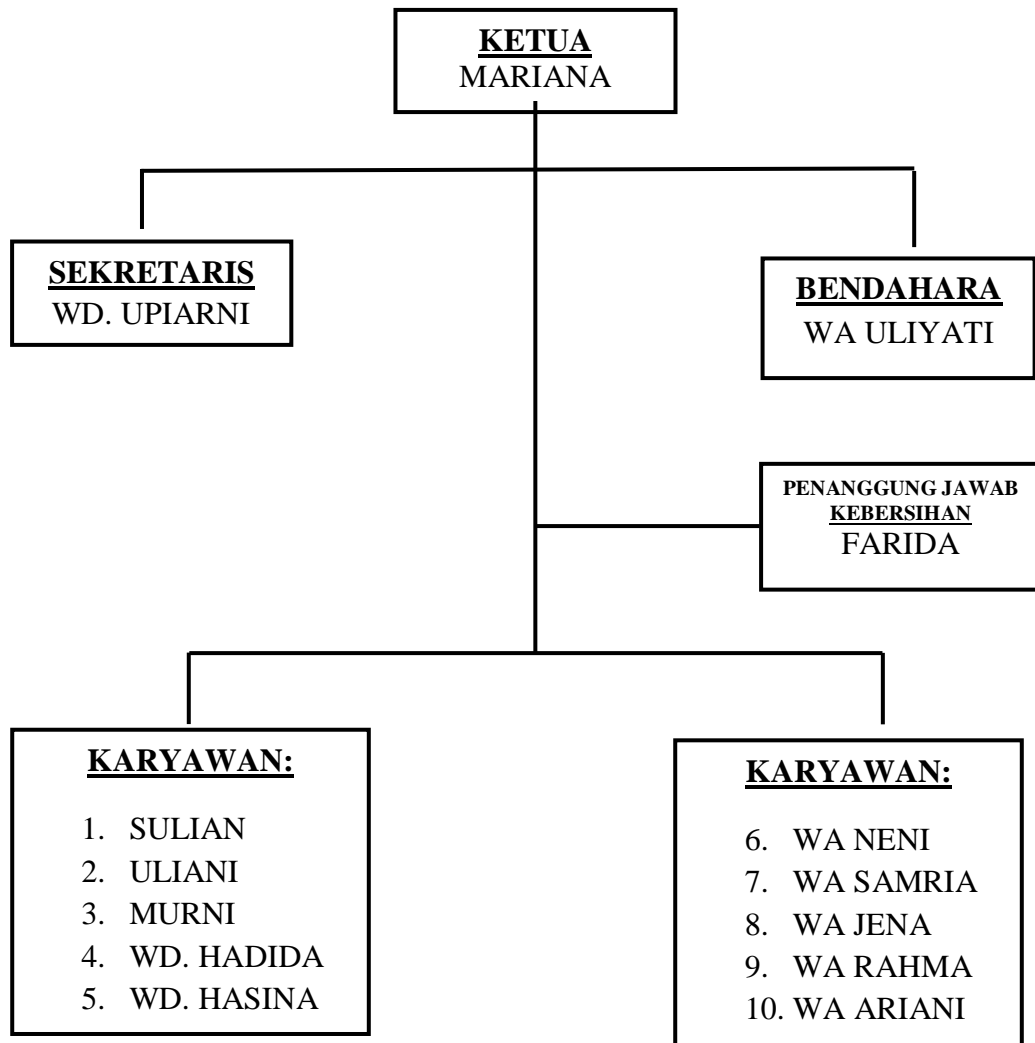 KETUA
MARIANA
SEKRETARIS
WD. UPIARNI
BENDAHARA
WA ULIYATI
PENANGGUNG JAWAB
KEBERSIHAN
FARIDA
KARYAWAN:
1. SULIAN
2. ULIANI
3. MURNI
4. WD. HADIDA
5. WD. HASINA
KARYAWAN:
6. WA NENI
7. WA SAMRIA
8. WA JENA
9. WA RAHMA
10. WA ARIANI